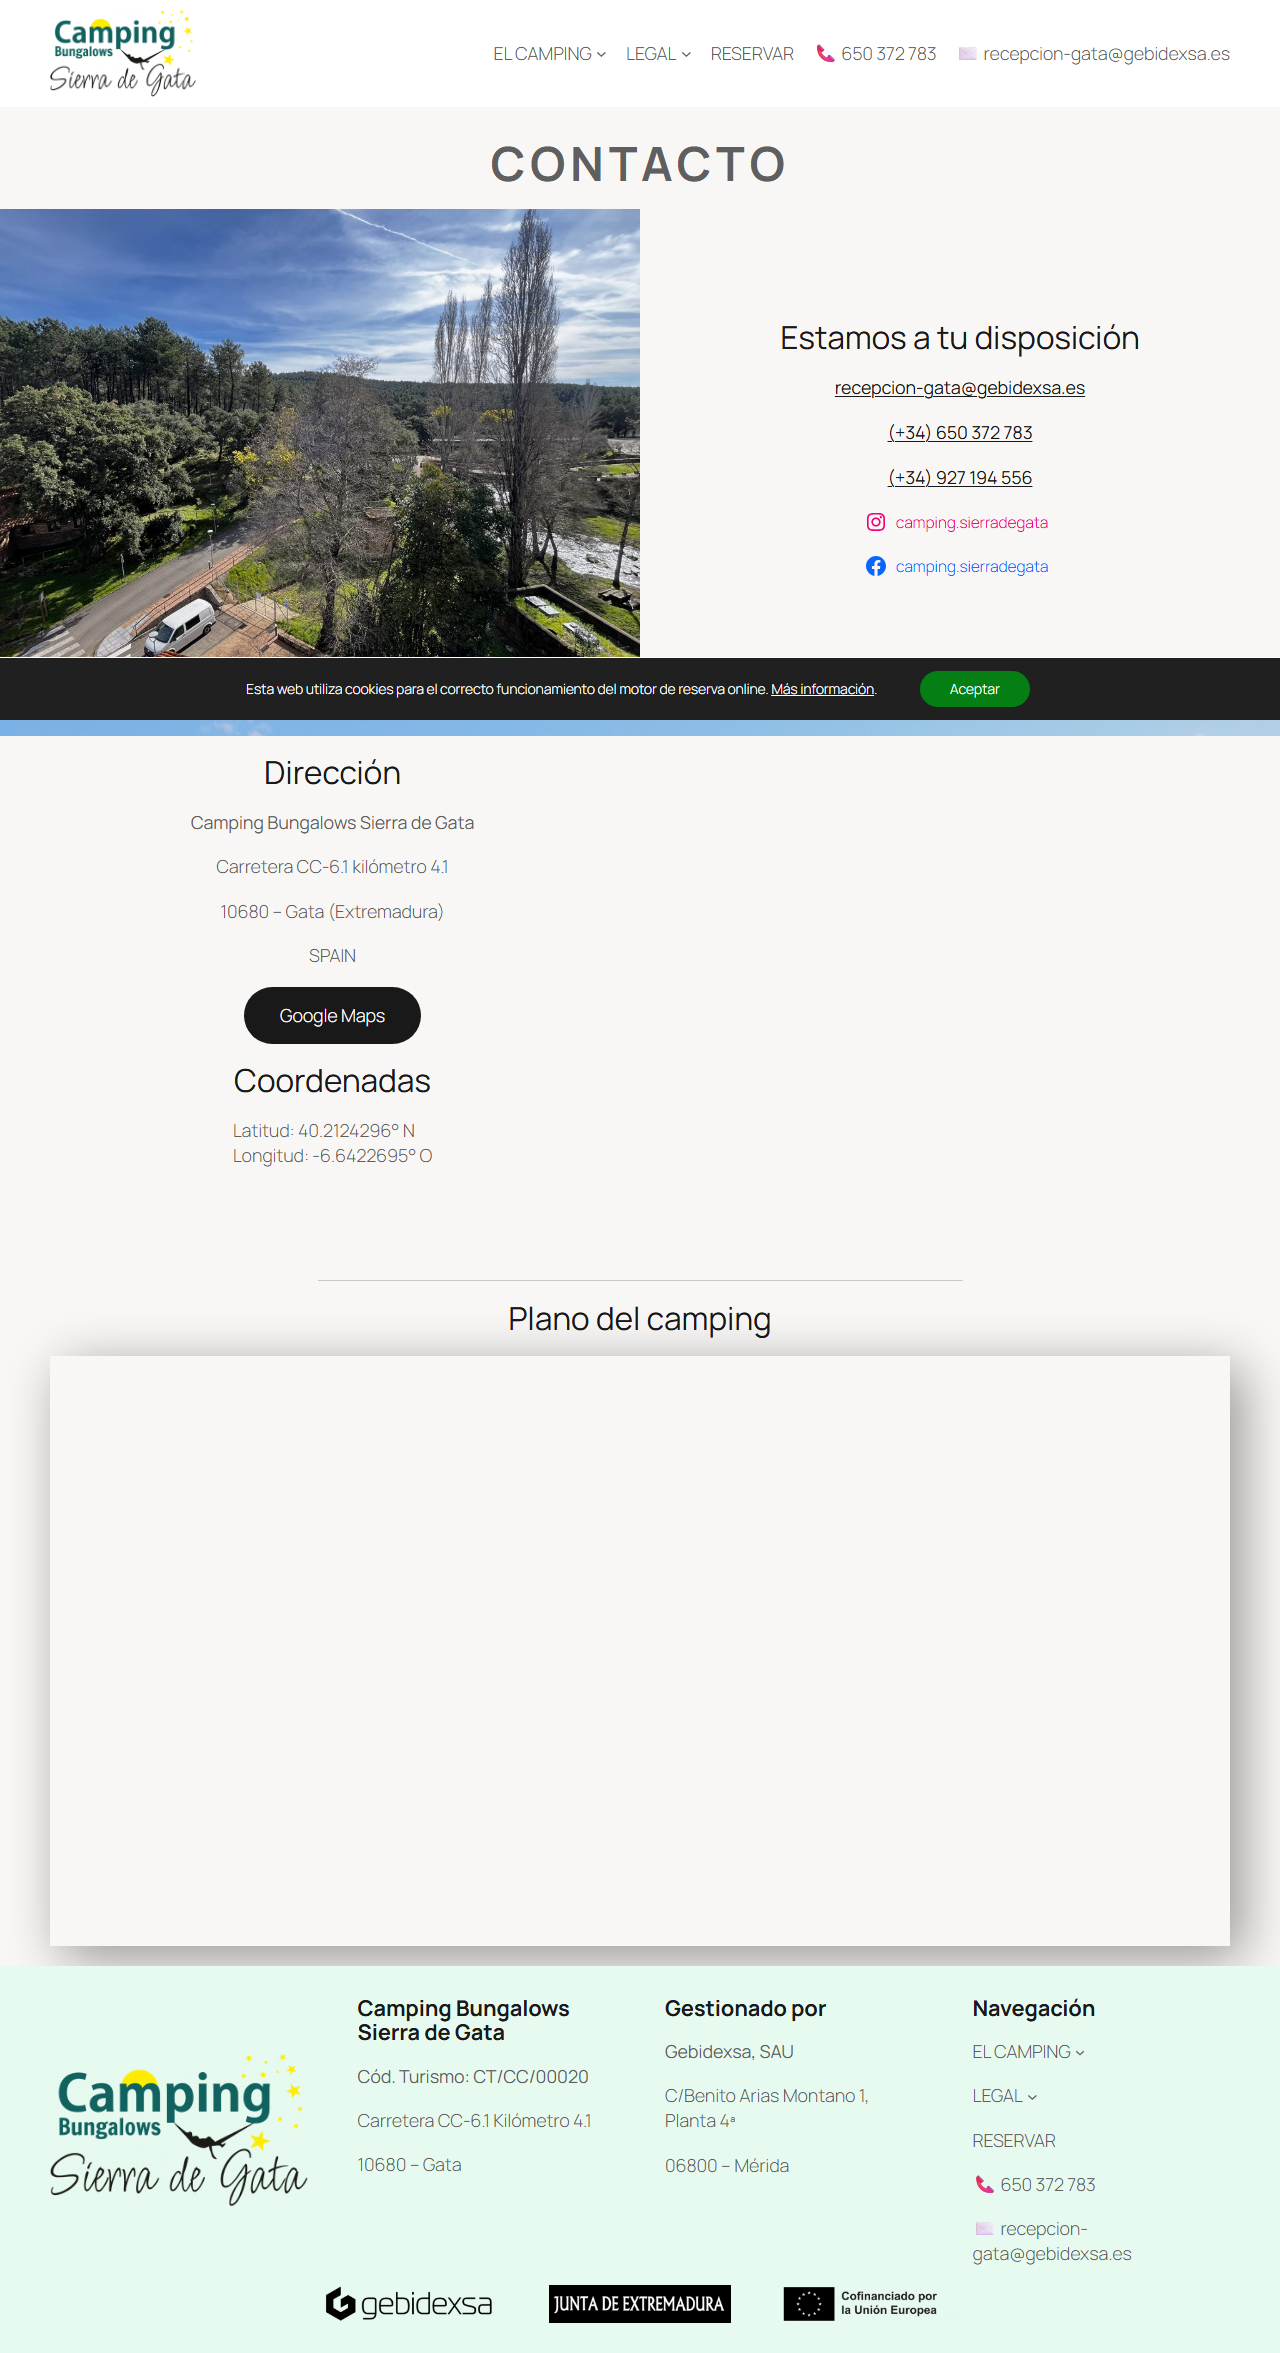 Camping
Bungalows
Sierra de Gata
EL CAMPING
LEGAL
RESERVAR
650 372 783
recepcion-gata@gebidexsa.es
CONTACTO
Estamos a tu disposición
recepcion-gata@gebidexsa.es
(+34) 650 372 783
(+34) 927 194 556
camping.sierradegata
camping.sierradegata
Esta web utiliza cookies para el correcto funcionamiento del motor de reserva online. Más información.
Aceptar
Dirección
Camping Bungalows Sierra de Gata
Carretera CC-6.1 kilómetro 4.1
10680 – Gata (Extremadura)
SPAIN
Google Maps
Coordenadas
Latitud: 40.2124296° N
Longitud: -6.6422695° O
Plano del camping
Camping
Bungalows
Sierra de Gata
Camping Bungalows
Sierra de Gata
Cód. Turismo: CT/CC/00020
Carretera CC-6.1 Kilómetro 4.1
10680 – Gata
Gestionado por
Gebidexsa, SAU
C/Benito Arias Montano 1,
Planta 4ª
06800 – Mérida
Navegación
EL CAMPING
LEGAL
RESERVAR
650 372 783
recepcion-
gata@gebidexsa.es
gebidexsa
JUNTA DE EXTREMADURA
Cofinanciado por
la Unión Europea